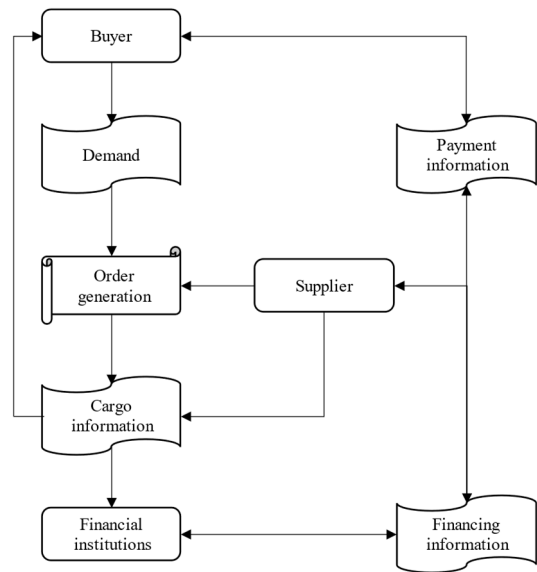 Buyer
Demand
Payment
information
Order
generation
Supplier
Cargo
information
Financial
institutions
Financing
information